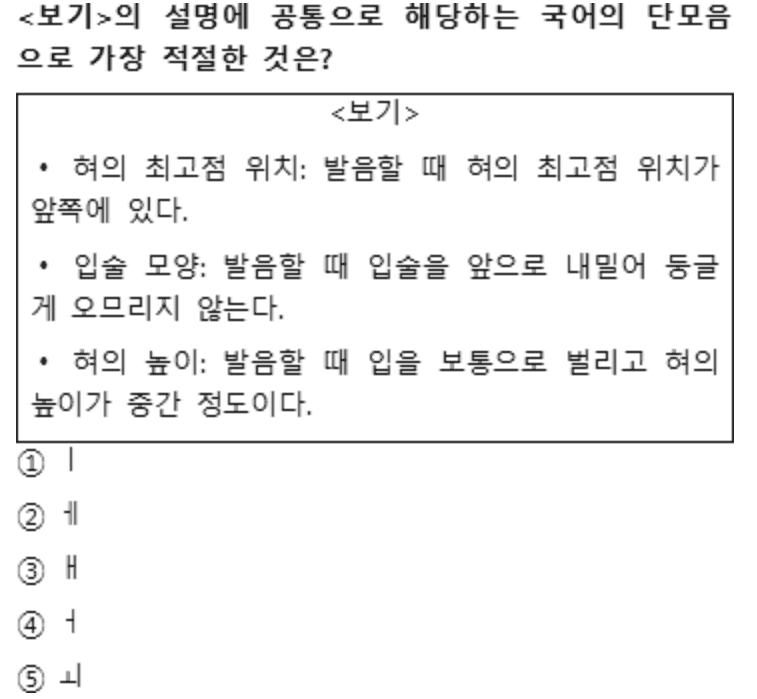 <보기>의 설명에 공통으로 해당하는 국어의 단모음
으로 가장 적절한 것은?
<보기>
• 혀의 최고점 위치: 발음할 때 혀의 최고점 위치가
앞쪽에 있다.
• 입술 모양: 발음할 때 입술을 앞으로 내밀어 둥글
게 오므리지 않는다.
• 혀의 높이: 발음할 때 입을 보통으로 벌리고 혀의
높이가 중간 정도이다.
① ㅣ
② ㅔ
③ ㅐ
④ ㅓ
⑤ ㅚ